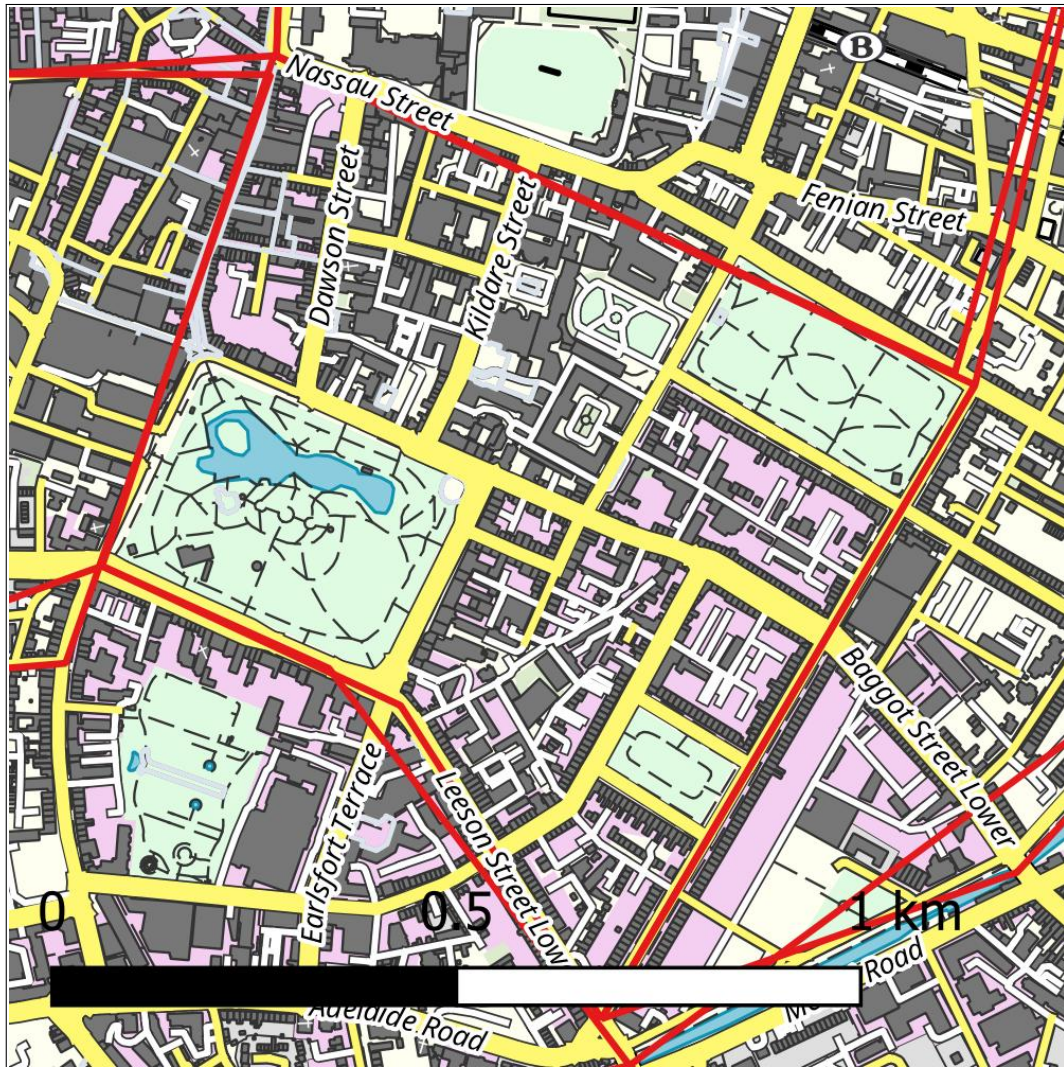 B
Nassau Street
Dawson Street
Kildare Street
Fenian Street
Baggot Street Lower
Earlsfort Terrace
Leeson Street Low
0 0.5 1 km
Adelaide Road
Road